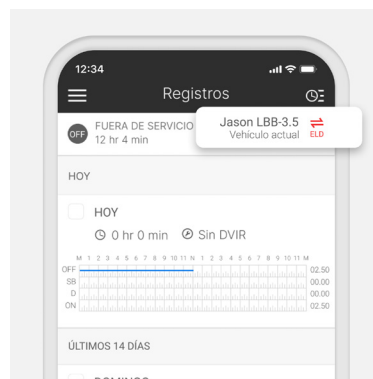 12:34
Registros
OFF
FUERA DE SERVICIO
12 hr 4 min
Jason LBB-3.5
Vehículo actual
ELD
HOY
HOY
0 hr 0 min Sin DVIR
M 1 2 3 4 5 6 7 8 9 10 11 N 1 2 3 4 5 6 7 8 9 10 11 M
OFF 02.50
SB 00.00
D 00.00
ON 02.50
ÚLTIMOS 14 DÍAS
DOMINGO